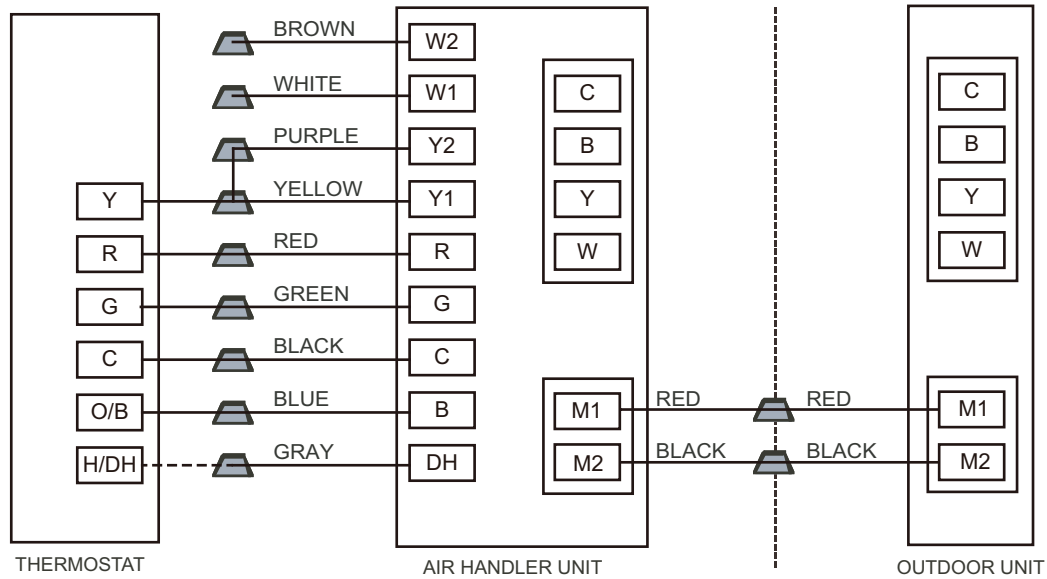 BROWN
W2
WHITE
W1
C
C
PURPLE
Y2
B
B
Y
YELLOW
Y1
Y
Y
R
RED
R
W
W
G
GREEN
G
C
BLACK
C
O/B
BLUE
B
M1
RED
RED
M1
H/DH
GRAY
DH
M2
BLACK
BLACK
M2
THERMOSTAT
AIR HANDLER UNIT
OUTDOOR UNIT